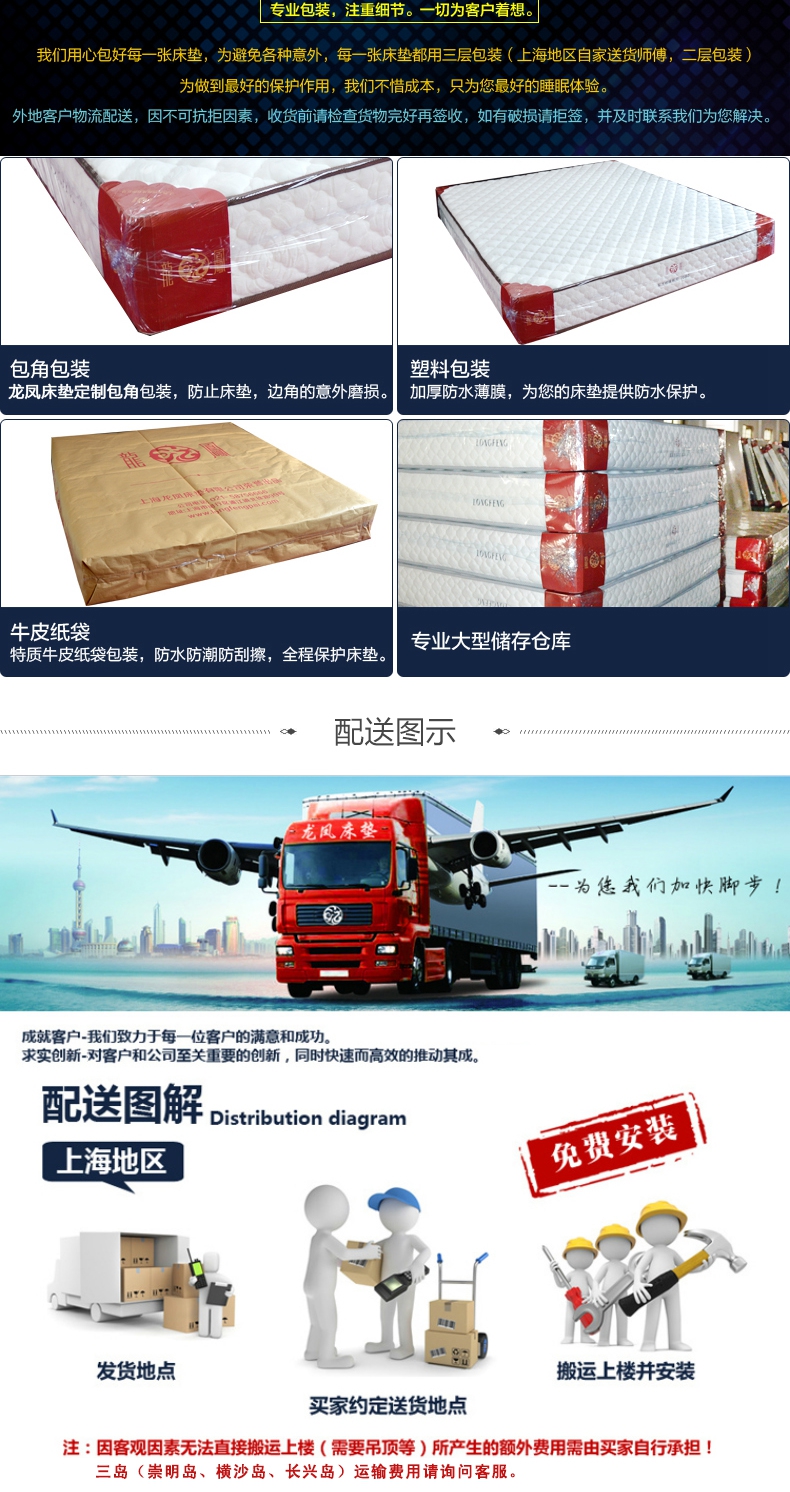 专业包装，注重细节。一切为客户着想。
我们用心包好每一张床垫，为避免各种意外，每一张床垫都用三层包装（上海地区自家送货师傅，二层包装）
为做到最好的保护作用，我们不惜成本，只为您最好的睡眠体验。
外地客户物流配送，因不可抗拒因素，收货前请检查货物完好再签收，如有破损请拒签，并及时联系我们为您解决。
包角包装
龙凤床垫定制包角包装，防止床垫，边角的意外磨损。
塑料包装
加厚防水薄膜，为您的床垫提供防水保护。
龍鳳
LONGFENG
LONGFENG
LONGFENG
牛皮纸袋
特质牛皮纸袋包装，防水防潮防刮擦，全程保护床垫。
专业大型储存仓库
配送图示
龙凤床垫
--为您我们加快脚步！
成就客户-我们致力于每一位客户的满意和成功。
求实创新-对客户和公司至关重要的创新，同时快速而高效的推动其成。
配送图解 Distribution diagram
上海地区
免费安装
发货地点
买家约定送货地点
搬运上楼并安装
注：因客观因素无法直接搬运上楼（需要吊顶等）所产生的额外费用需由买家自行承担！
三岛（崇明岛、横沙岛、长兴岛）运输费用请询问客服。